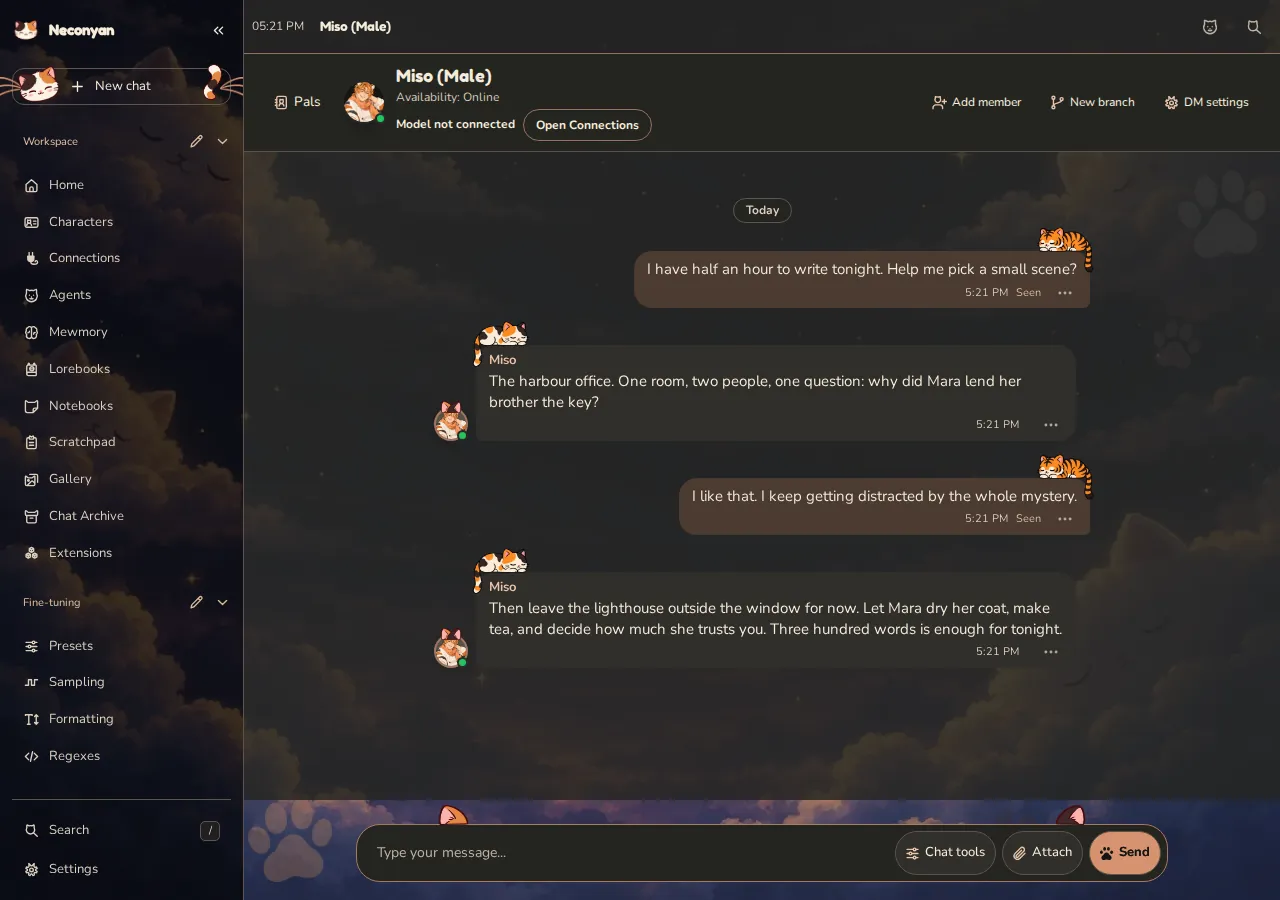 Neconyan
New chat
Workspace
Home
Characters
Connections
Agents
Mewmory
Lorebooks
Notebooks
Scratchpad
Gallery
Chat Archive
Extensions
Fine-tuning
Presets
Sampling
Formatting
Regexes
Search
/
Settings
05:21 PM
Miso (Male)
Pals
Miso (Male)
Availability: Online
Model not connected
Open Connections
Add member
New branch
DM settings
Today
I have half an hour to write tonight. Help me pick a small scene?
5:21 PM Seen
Miso
The harbour office. One room, two people, one question: why did Mara lend her
brother the key?
5:21 PM
I like that. I keep getting distracted by the whole mystery.
5:21 PM Seen
Miso
Then leave the lighthouse outside the window for now. Let Mara dry her coat, make
tea, and decide how much she trusts you. Three hundred words is enough for tonight.
5:21 PM
Type your message...
Chat tools
Attach
Send